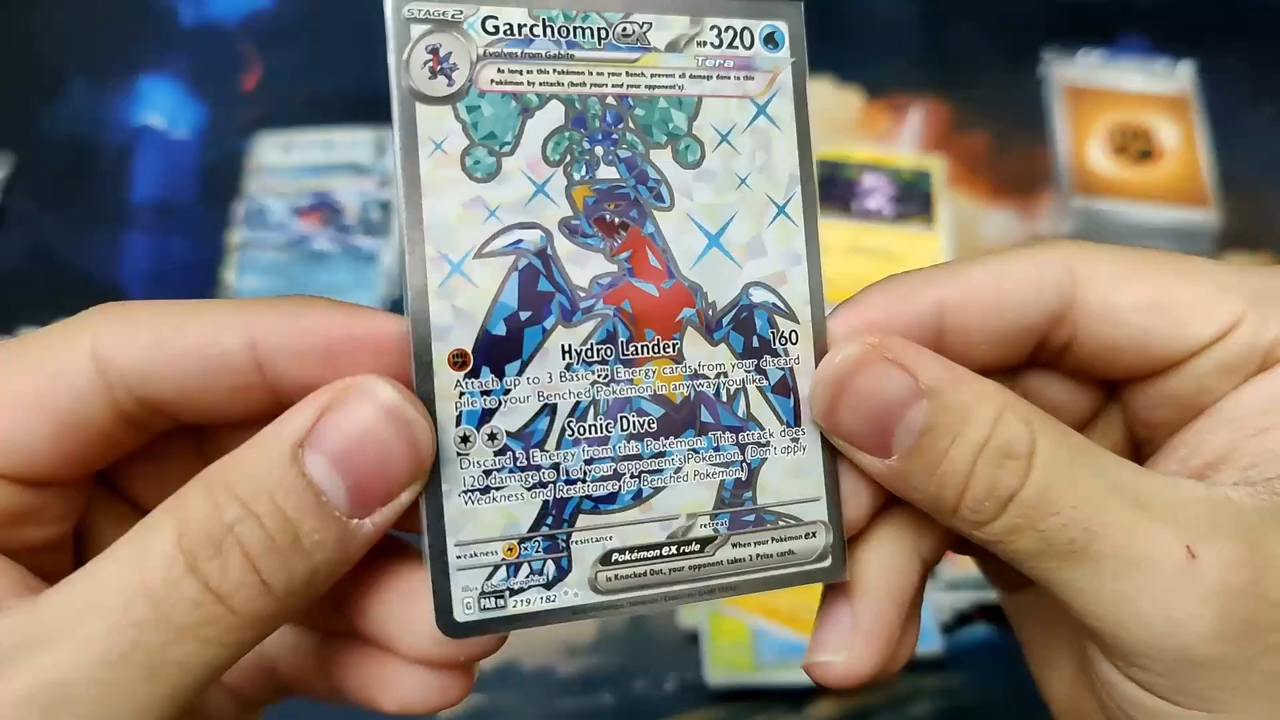 STAGE2
Garchomp ex HP 320
Evolves from Gabite
Tera
As long as this Pokémon is on your Bench, prevent all damage done to this
Pokémon by attacks (both yours and your opponent's).
Hydro Lander 160
Attach up to 3 Basic Energy cards from your discard
pile to your Benched Pokémon in any way you like.
Sonic Dive
Discard 2 Energy from this Pokémon. This attack does
120 damage to 1 of your opponent's Pokémon. (Don't apply
Weakness and Resistance for Benched Pokémon.)
weakness ×2 resistance retreat
Pokémon ex rule When your Pokémon ex
is Knocked Out, your opponent takes 2 Prize cards.
Illus. 5ban Graphics
G PAR EN 219/182